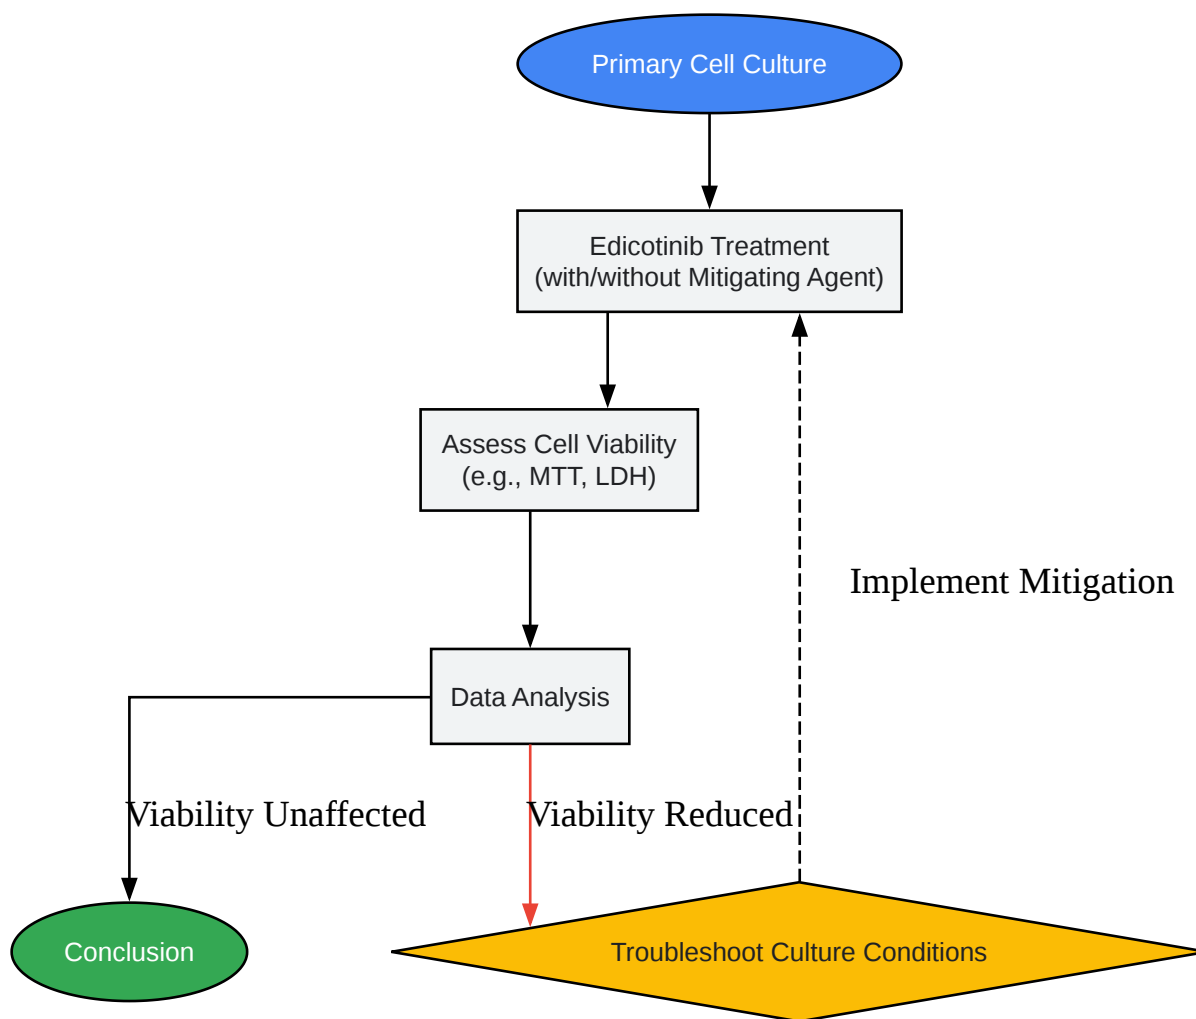 Primary Cell Culture
Edicotinib Treatment
(with/without Mitigating Agent)
Assess Cell Viability
(e.g., MTT, LDH)
Implement Mitigation
Data Analysis
Viability Unaffected
Viability Reduced
Conclusion
Troubleshoot Culture Conditions